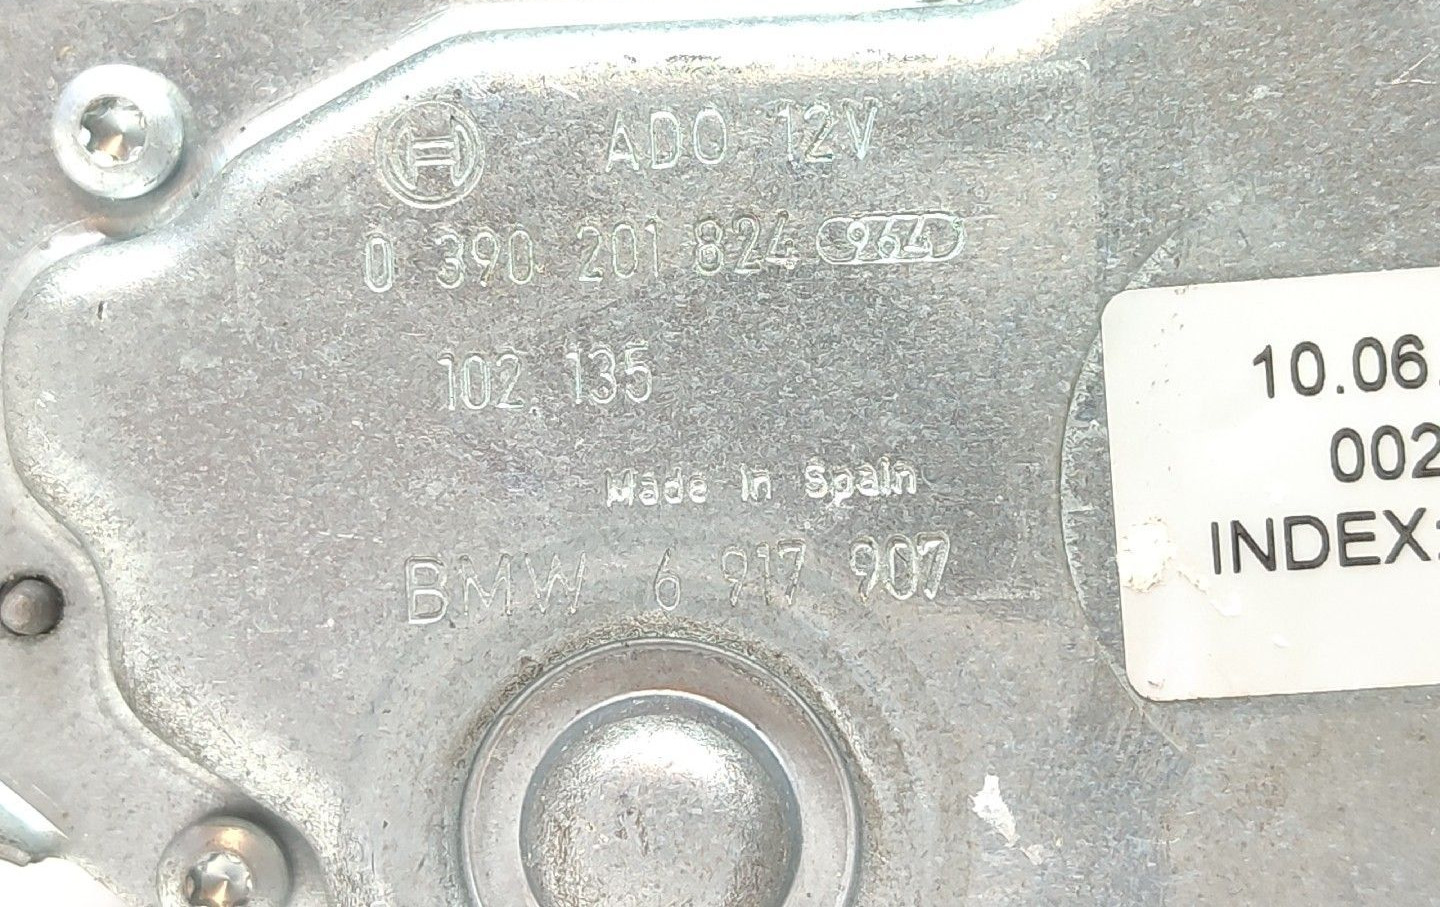 ADO 12V
0 390 201 824 964
102 135
Made in Spain
BMW 6 917 907
10.06.
002
INDEX: